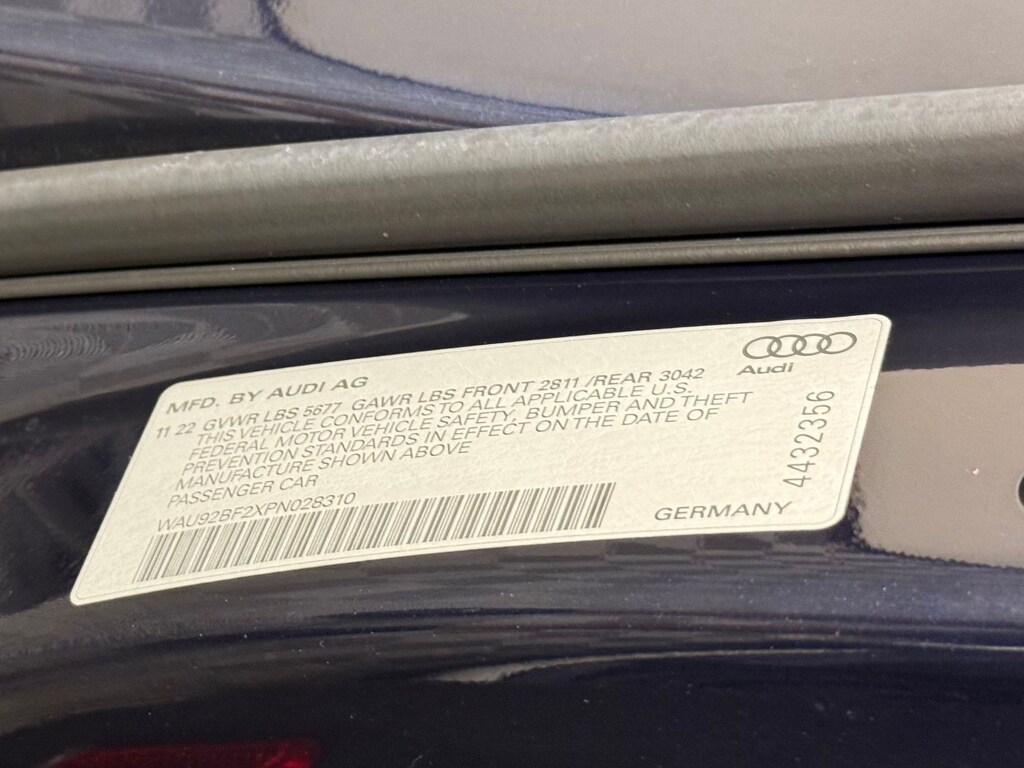 MFD. BY AUDI AG
Audi
11 22 GVWR LBS 5677 GAWR LBS FRONT 2811 /REAR 3042
THIS VEHICLE CONFORMS TO ALL APPLICABLE U.S.
FEDERAL MOTOR VEHICLE SAFETY, BUMPER AND THEFT
PREVENTION STANDARDS IN EFFECT ON THE DATE OF
MANUFACTURE SHOWN ABOVE
PASSENGER CAR
WAU92BF2XPN028310
GERMANY
4432356